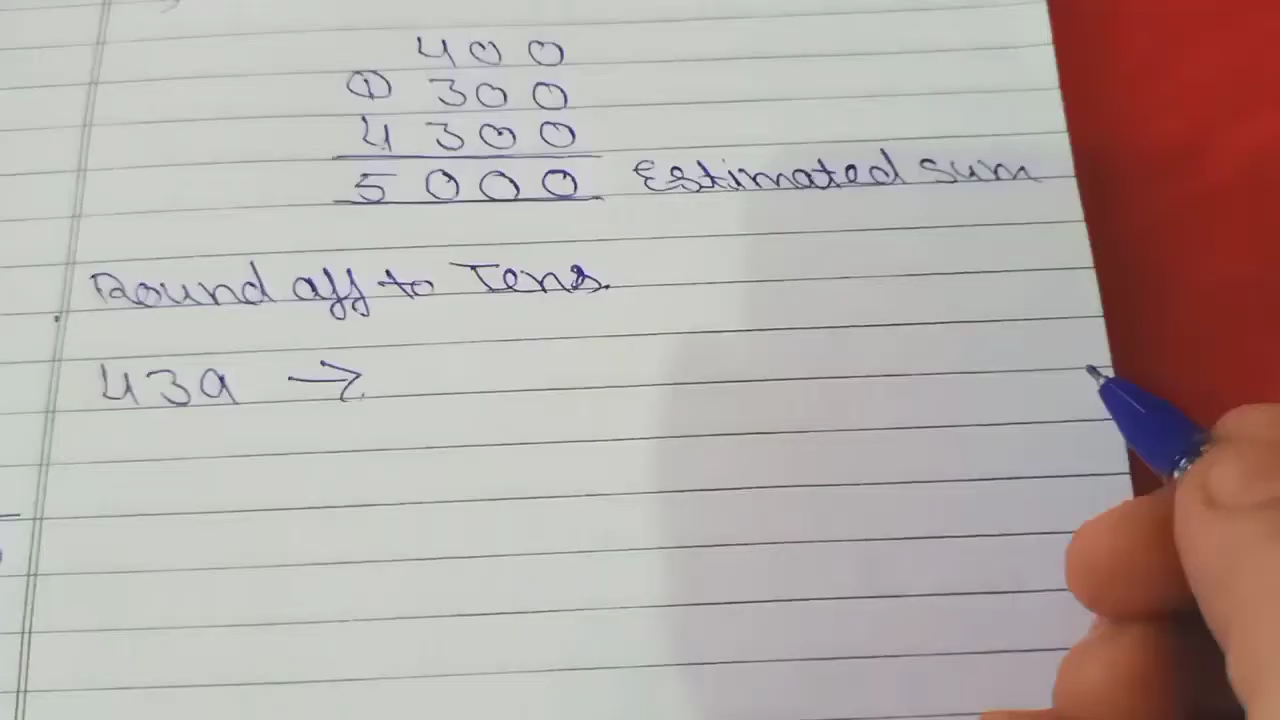 400
① 300
4300
5000 Estimated sum
Round off to Tens.
439 →